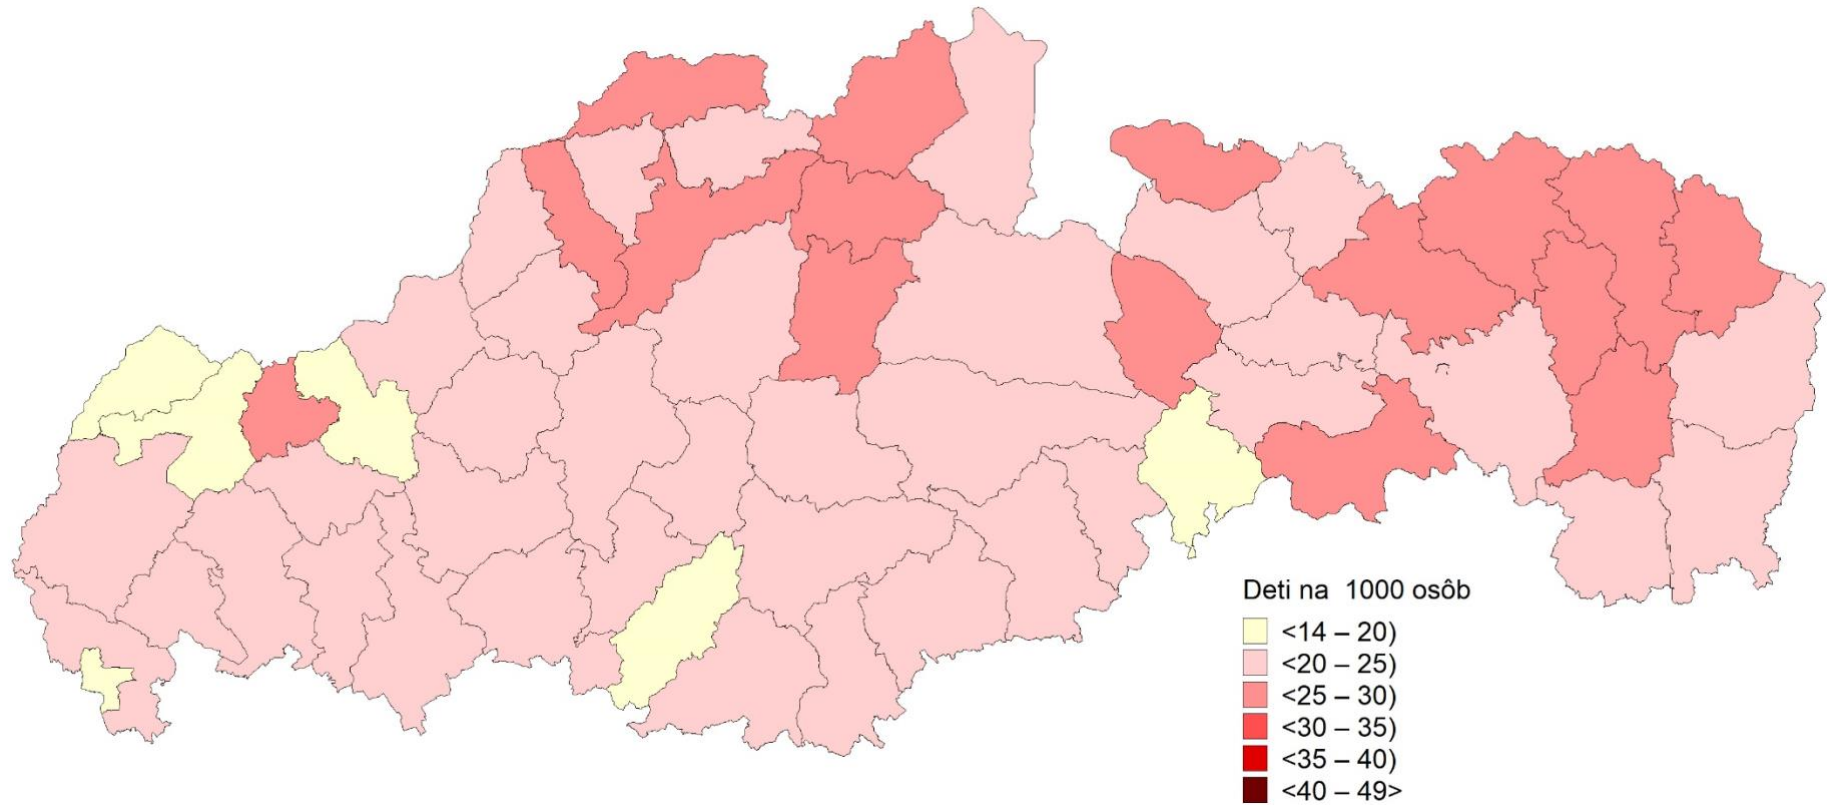 Deti na 1000 osôb
<14 – 20)
<20 – 25)
<25 – 30)
<30 – 35)
<35 – 40)
<40 – 49>